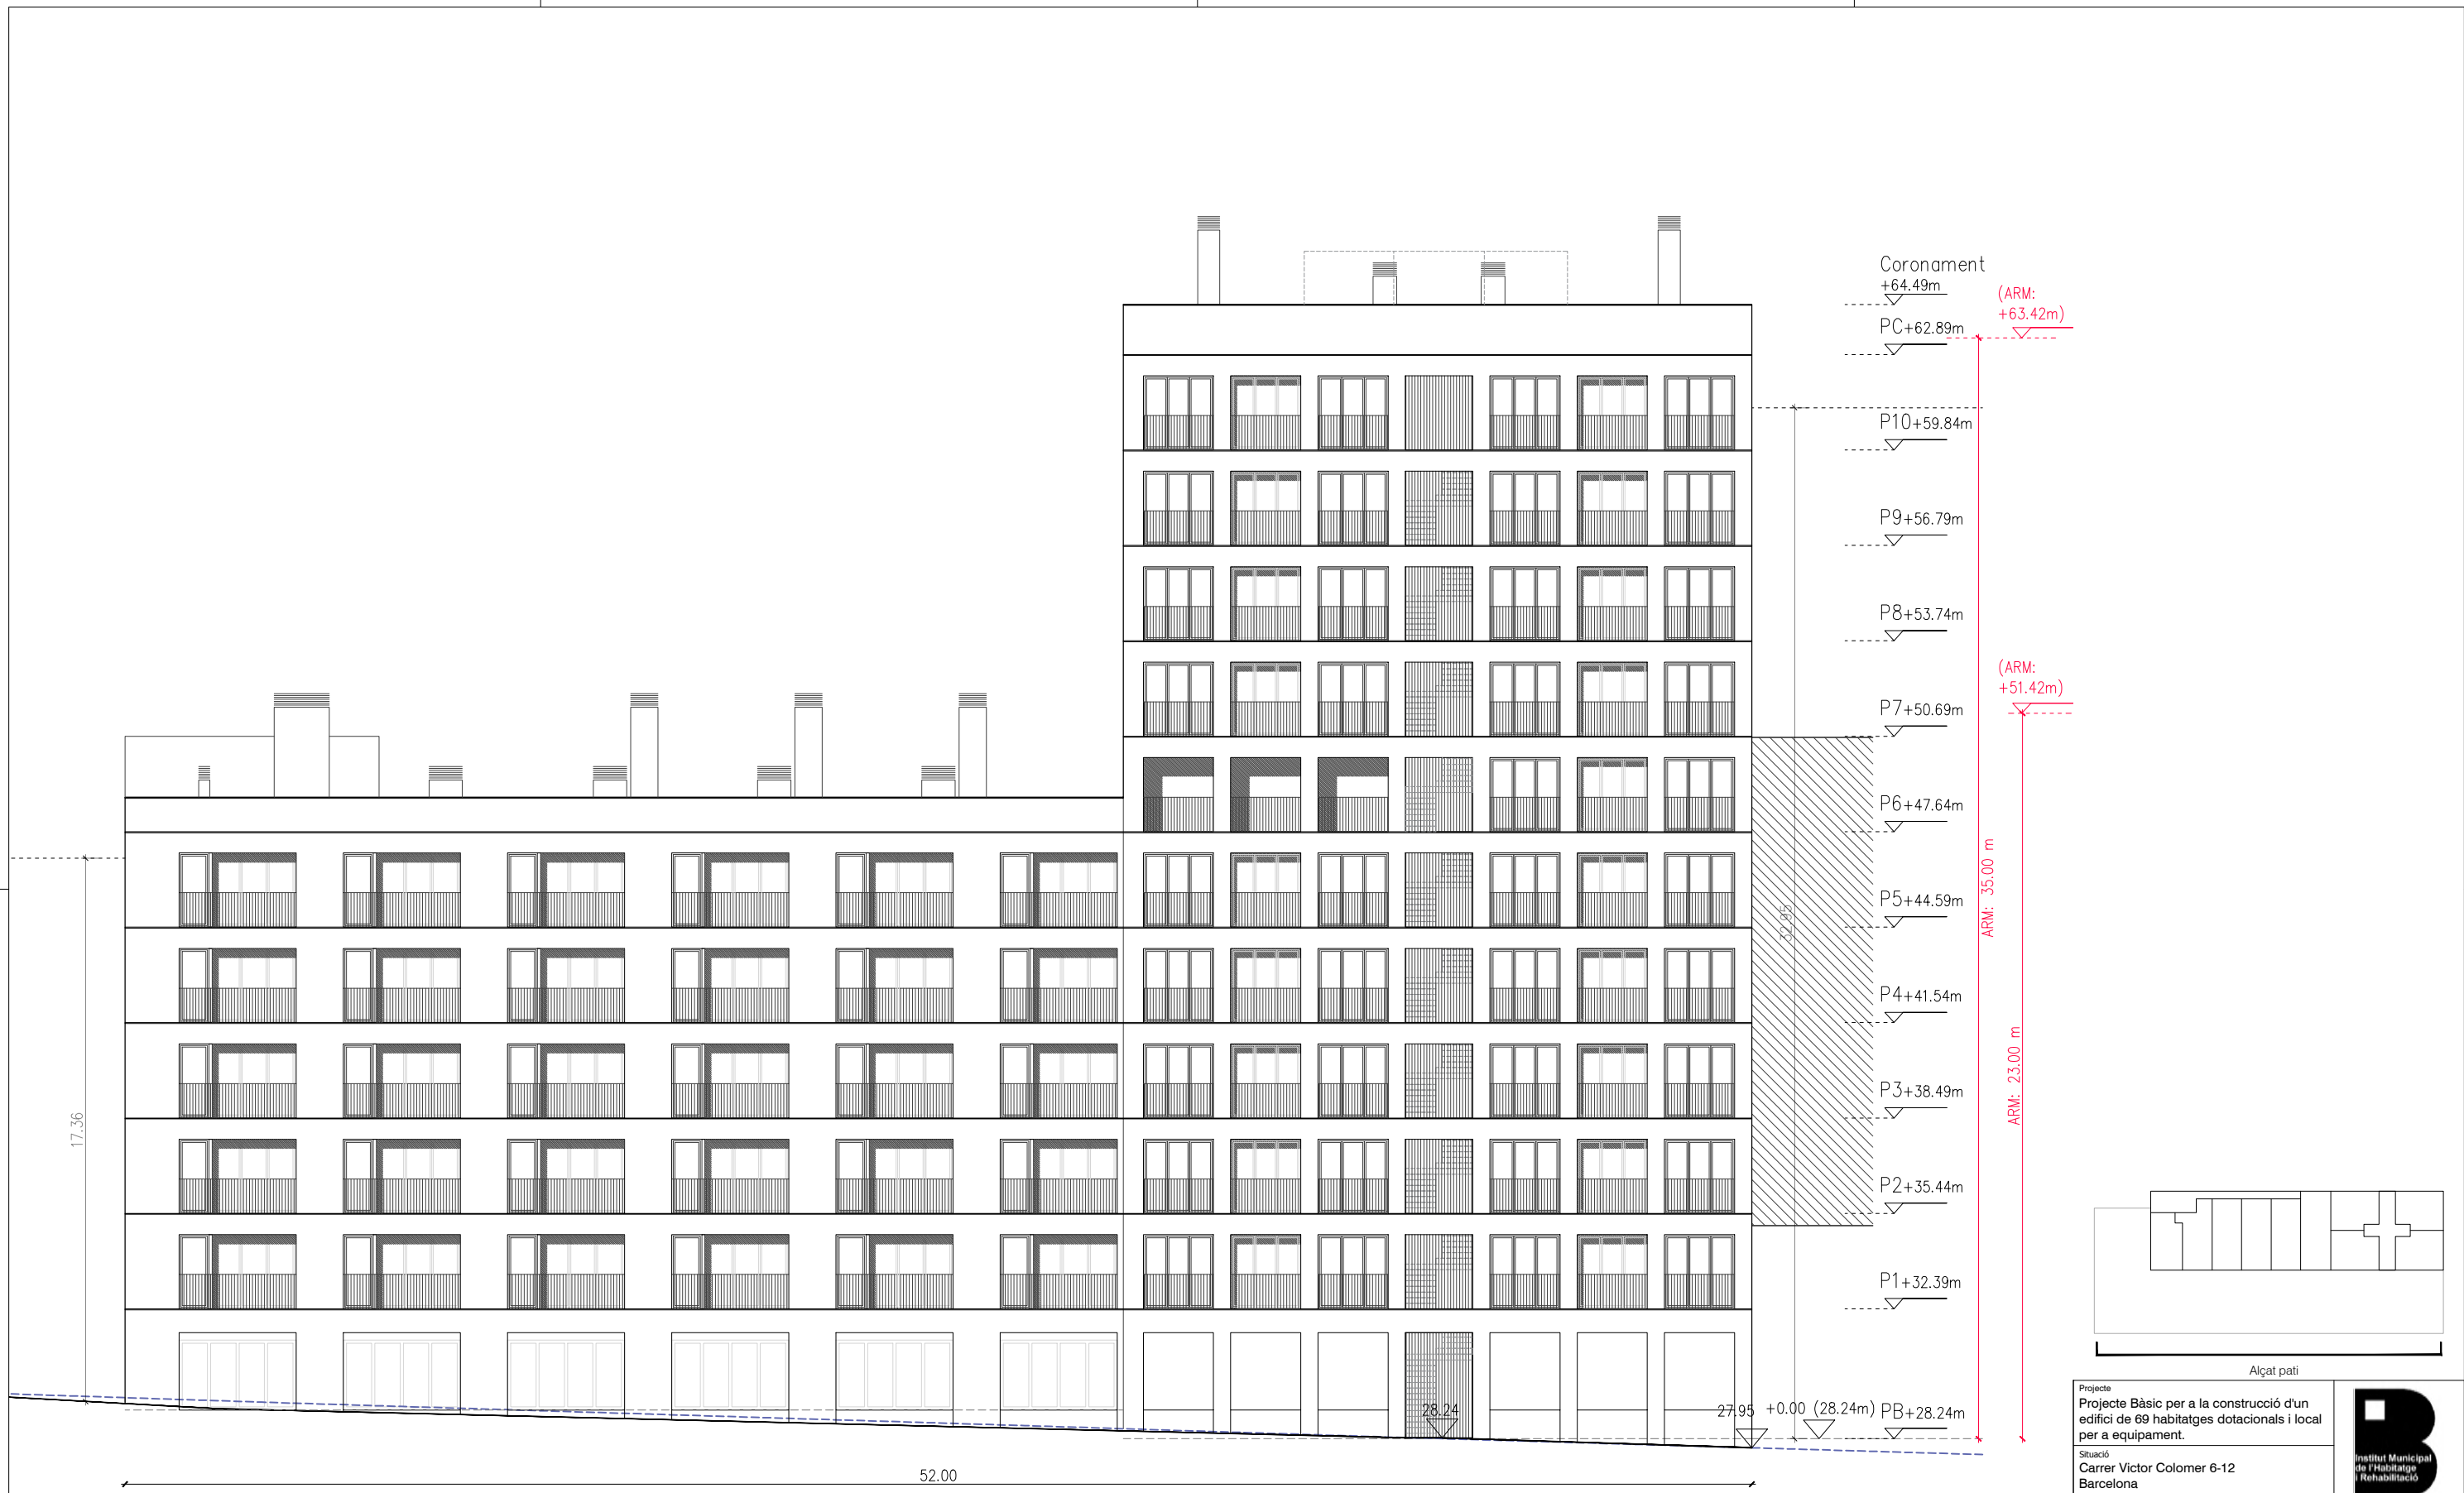 Coronament
+64.49m
(ARM:
+63.42m)
PC+62.89m
P10+59.84m
P9+56.79m
P8+53.74m
(ARM:
+51.42m)
P7+50.69m
P6+47.64m
ARM: 35.00 m
P5+44.59m
32.95
P4+41.54m
ARM: 23.00 m
P3+38.49m
17.36
P2+35.44m
P1+32.39m
28.24
27.95
+0.00 (28.24m)
PB+28.24m
52.00
Alçat pati
Projecte
Projecte Bàsic per a la construcció d'un
edifici de 69 habitatges dotacionals i local
per a equipament.
Situació
Carrer Victor Colomer 6-12
Barcelona
Institut Municipal
de l'Habitatge
i Rehabilitació